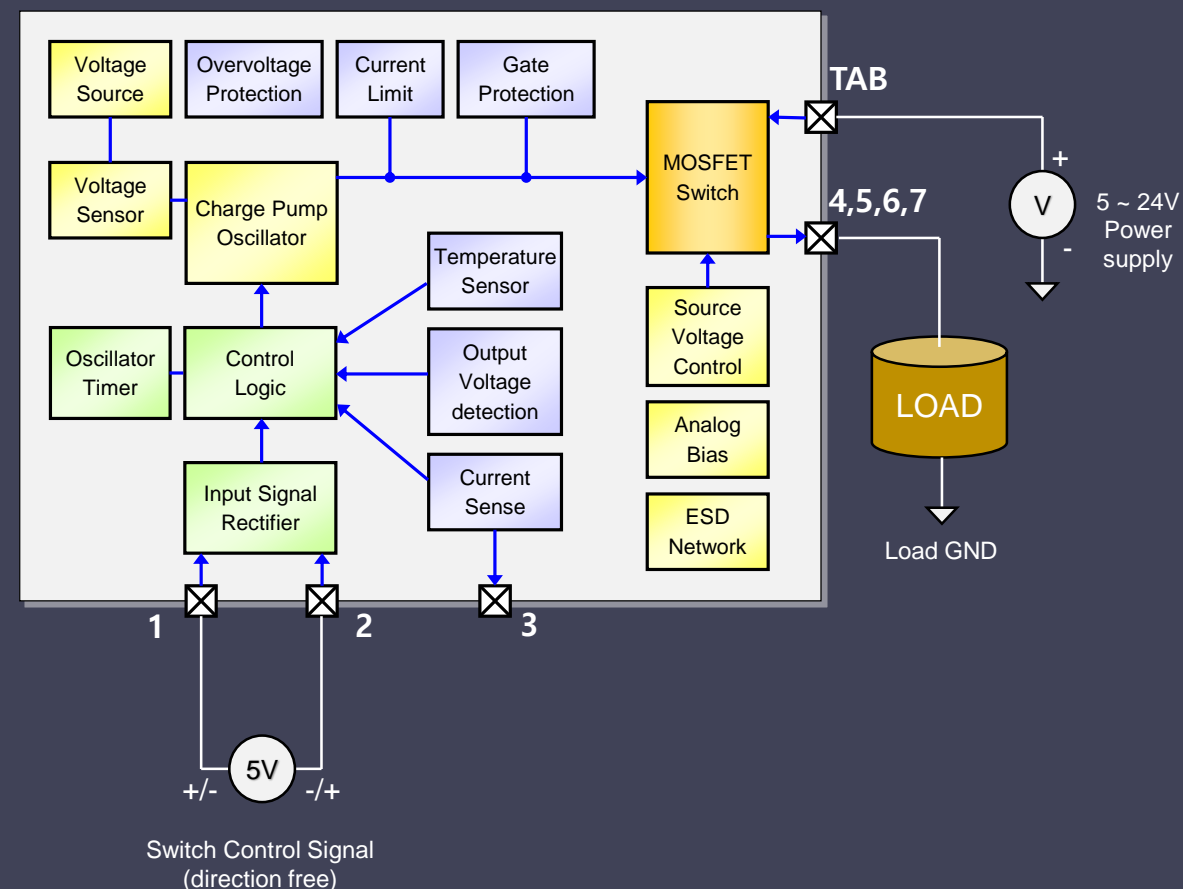 Voltage
Source
Overvoltage
Protection
Current
Limit
Gate
Protection
TAB
MOSFET
Switch
Voltage
Sensor
Charge Pump
Oscillator
4,5,6,7
+
V
-
5 ~ 24V
Power
supply
Temperature
Sensor
Source
Voltage
Control
Oscillator
Timer
Control
Logic
Output
Voltage
detection
LOAD
Analog
Bias
Input Signal
Rectifier
Current
Sense
ESD
Network
Load GND
1
2
3
5V
+/-
-/+
Switch Control Signal
(direction free)